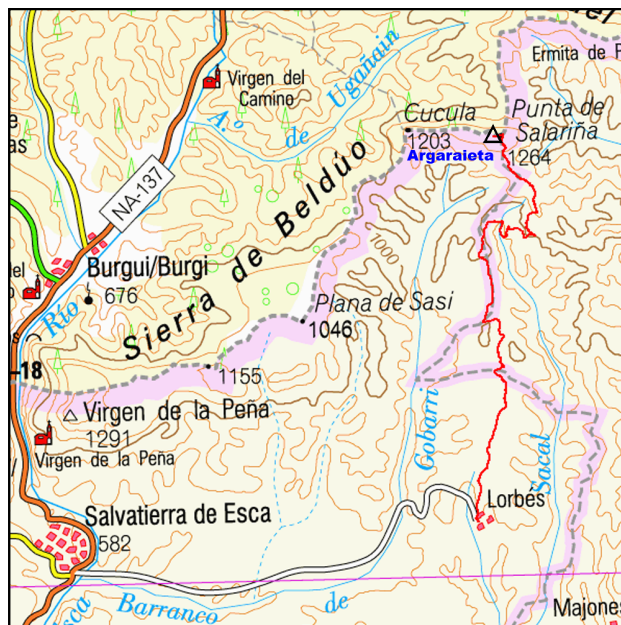 Ermita de
Virgen del
Camino
A.º de Ugañain
Cucula
1203
Argaraieta
Punta de
Salariña
1264
NA-137
Sierra de Beldúo
1000
Burgui/Burgi
676
Río
del
Plana de Sasi
1046
18
1155
Virgen de la Peña
1291
Virgen de la Peña
Gobarri
Sacal
Lorbés
Salvatierra de Esca
582
Barranco de
Majones